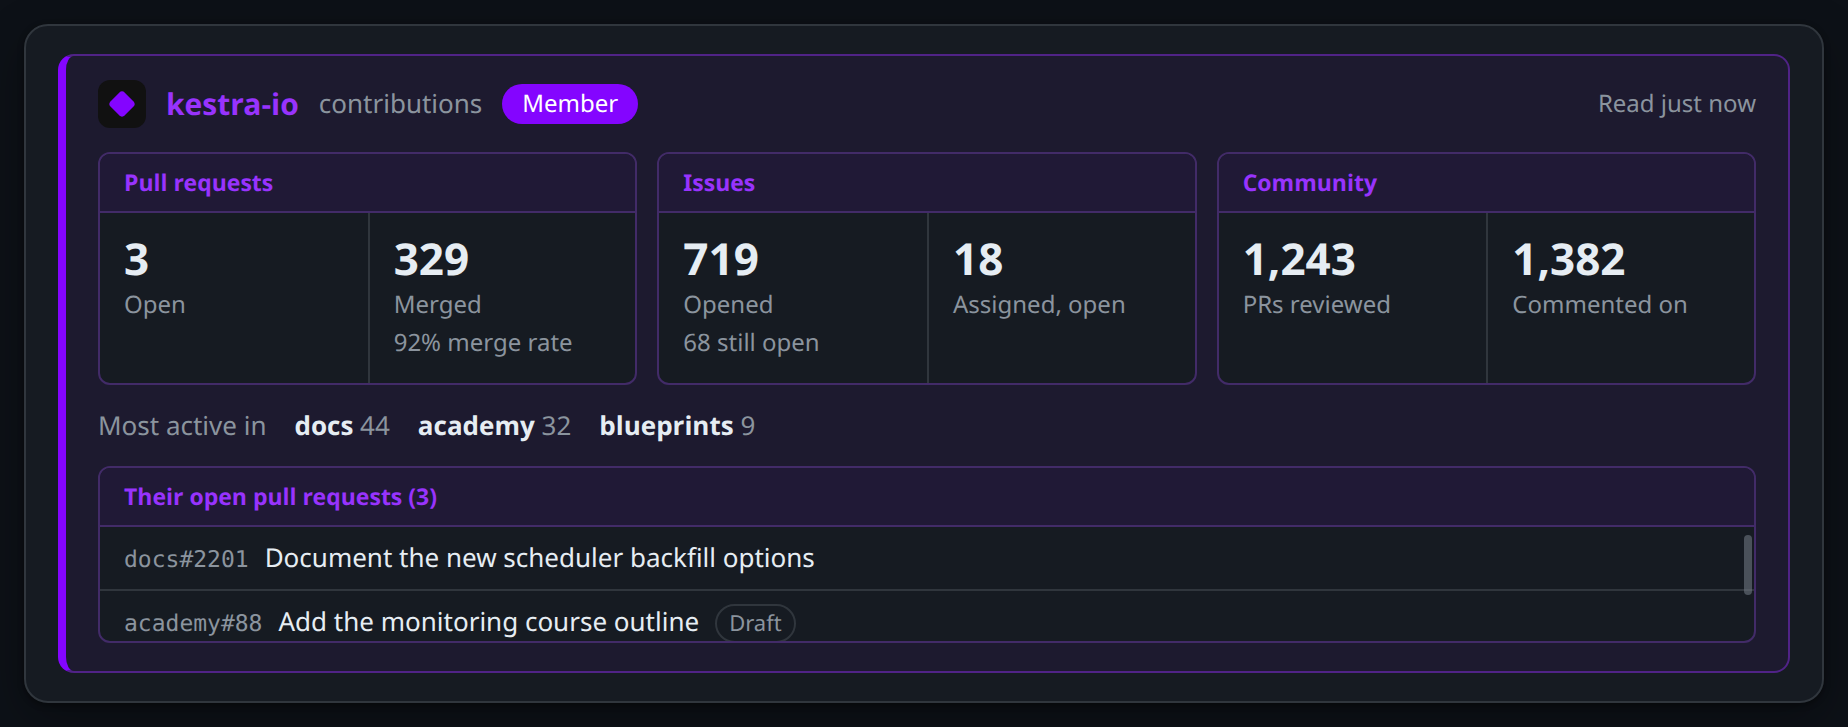 kestra-io contributions Member Read just now
Pull requests
3
Open
329
Merged
92% merge rate
Issues
719
Opened
68 still open
18
Assigned, open
Community
1,243
PRs reviewed
1,382
Commented on
Most active in docs 44 academy 32 blueprints 9
Their open pull requests (3)
docs#2201 Document the new scheduler backfill options
academy#88 Add the monitoring course outline Draft